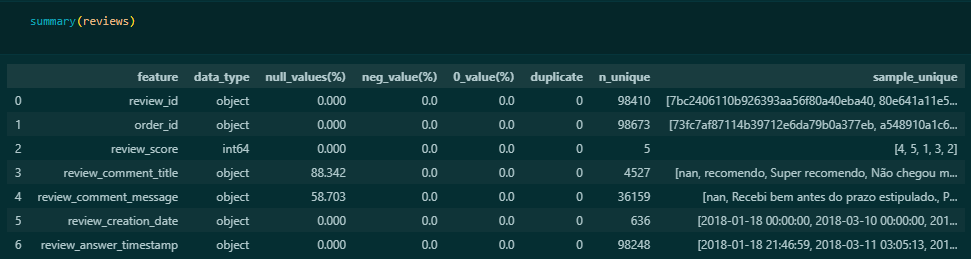 summary(reviews)
feature data_type null_values(%) neg_value(%) 0_value(%) duplicate n_unique sample_unique
0 review_id object 0.000 0.0 0.0 0 98410 [7bc2406110b926393aa56f80a40eba40, 80e641a11e5...
1 order_id object 0.000 0.0 0.0 0 98673 [73fc7af87114b39712e6da79b0a377eb, a548910a1c6...
2 review_score int64 0.000 0.0 0.0 0 5 [4, 5, 1, 3, 2]
3 review_comment_title object 88.342 0.0 0.0 0 4527 [nan, recomendo, Super recomendo, Não chegou m...
4 review_comment_message object 58.703 0.0 0.0 0 36159 [nan, Recebi bem antes do prazo estipulado., P...
5 review_creation_date object 0.000 0.0 0.0 0 636 [2018-01-18 00:00:00, 2018-03-10 00:00:00, 201...
6 review_answer_timestamp object 0.000 0.0 0.0 0 98248 [2018-01-18 21:46:59, 2018-03-11 03:05:13, 201...